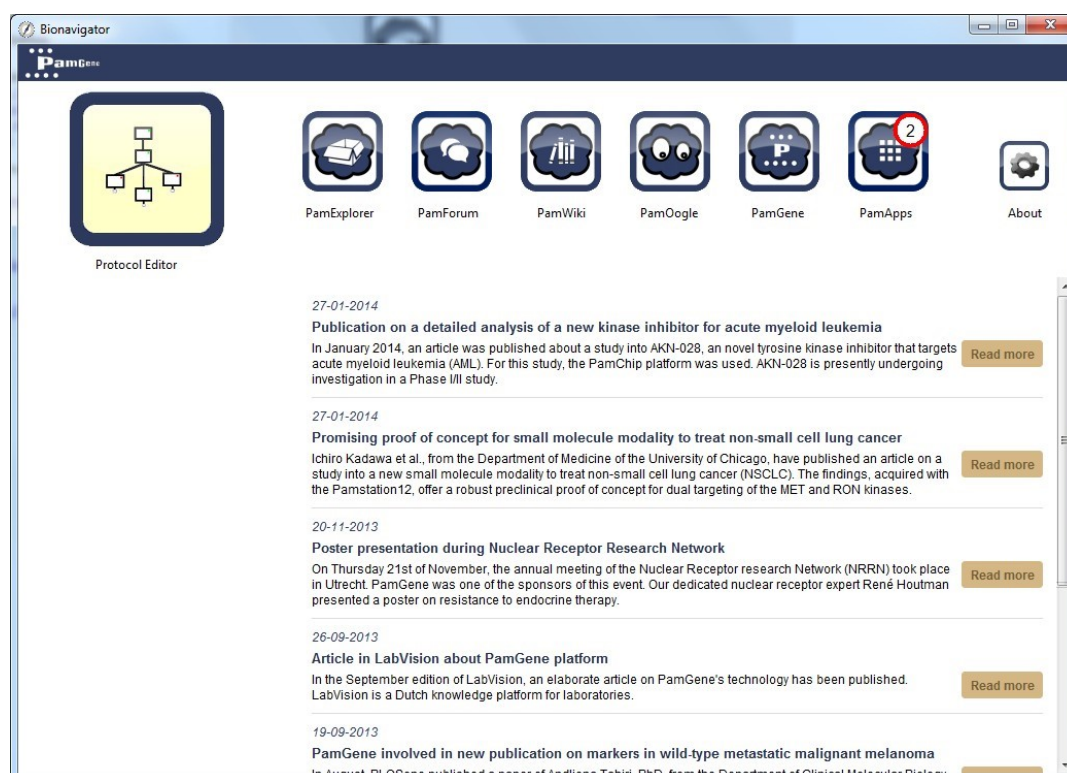 Bionavigator
PamGene
2
PamExplorer
PamForum
PamWiki
PamOogle
PamGene
PamApps
About
Protocol Editor
27-01-2014
Publication on a detailed analysis of a new kinase inhibitor for acute myeloid leukemia
In January 2014, an article was published about a study into AKN-028, an novel tyrosine kinase inhibitor that targets
acute myeloid leukemia (AML). For this study, the PamChip platform was used. AKN-028 is presently undergoing
investigation in a Phase I/II study.
Read more
27-01-2014
Promising proof of concept for small molecule modality to treat non-small cell lung cancer
Ichiro Kadawa et al., from the Department of Medicine of the University of Chicago, have published an article on a
study into a new small molecule modality to treat non-small cell lung cancer (NSCLC). The findings, acquired with
the Pamstation12, offer a robust preclinical proof of concept for dual targeting of the MET and RON kinases.
Read more
20-11-2013
Poster presentation during Nuclear Receptor Research Network
On Thursday 21st of November, the annual meeting of the Nuclear Receptor research Network (NRRN) took place
in Utrecht. PamGene was one of the sponsors of this event. Our dedicated nuclear receptor expert René Houtman
presented a poster on resistance to endocrine therapy.
Read more
26-09-2013
Article in LabVision about PamGene platform
In the September edition of LabVision, an elaborate article on PamGene's technology has been published.
LabVision is a Dutch knowledge platform for laboratories.
Read more
19-09-2013
PamGene involved in new publication on markers in wild-type metastatic malignant melanoma